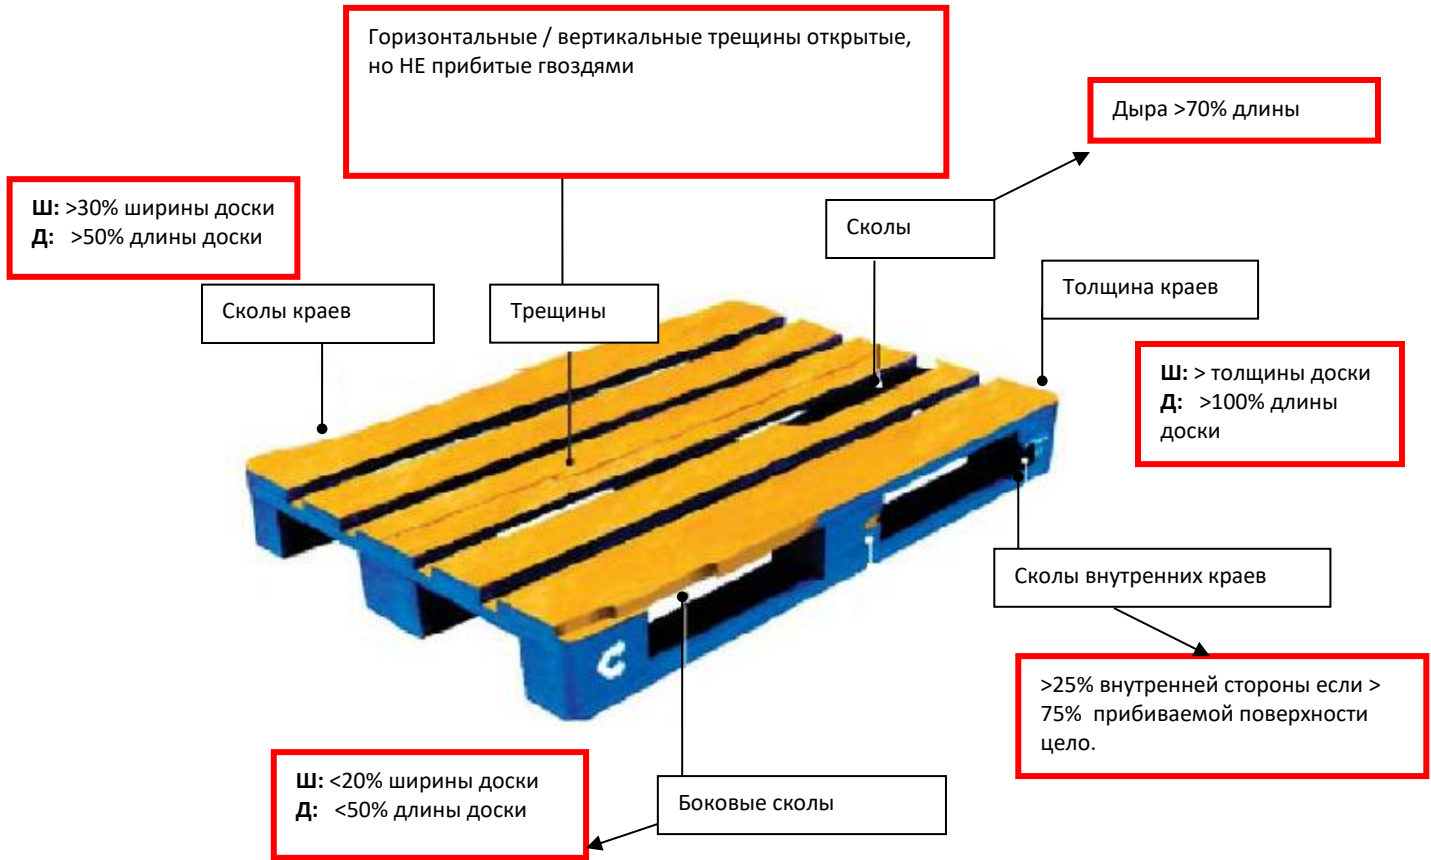 Горизонтальные / вертикальные трещины открытые,
но НЕ прибитые гвоздями
Дыра >70% длины
Ш: >30% ширины доски
Д: >50% длины доски
Сколы
Сколы краев
Трещины
Толщина краев
Ш: > толщины доски
Д: >100% длины
доски
Сколы внутренних краев
>25% внутренней стороны если >
75% прибиваемой поверхности
цело.
Ш: <20% ширины доски
Д: <50% длины доски
Боковые сколы